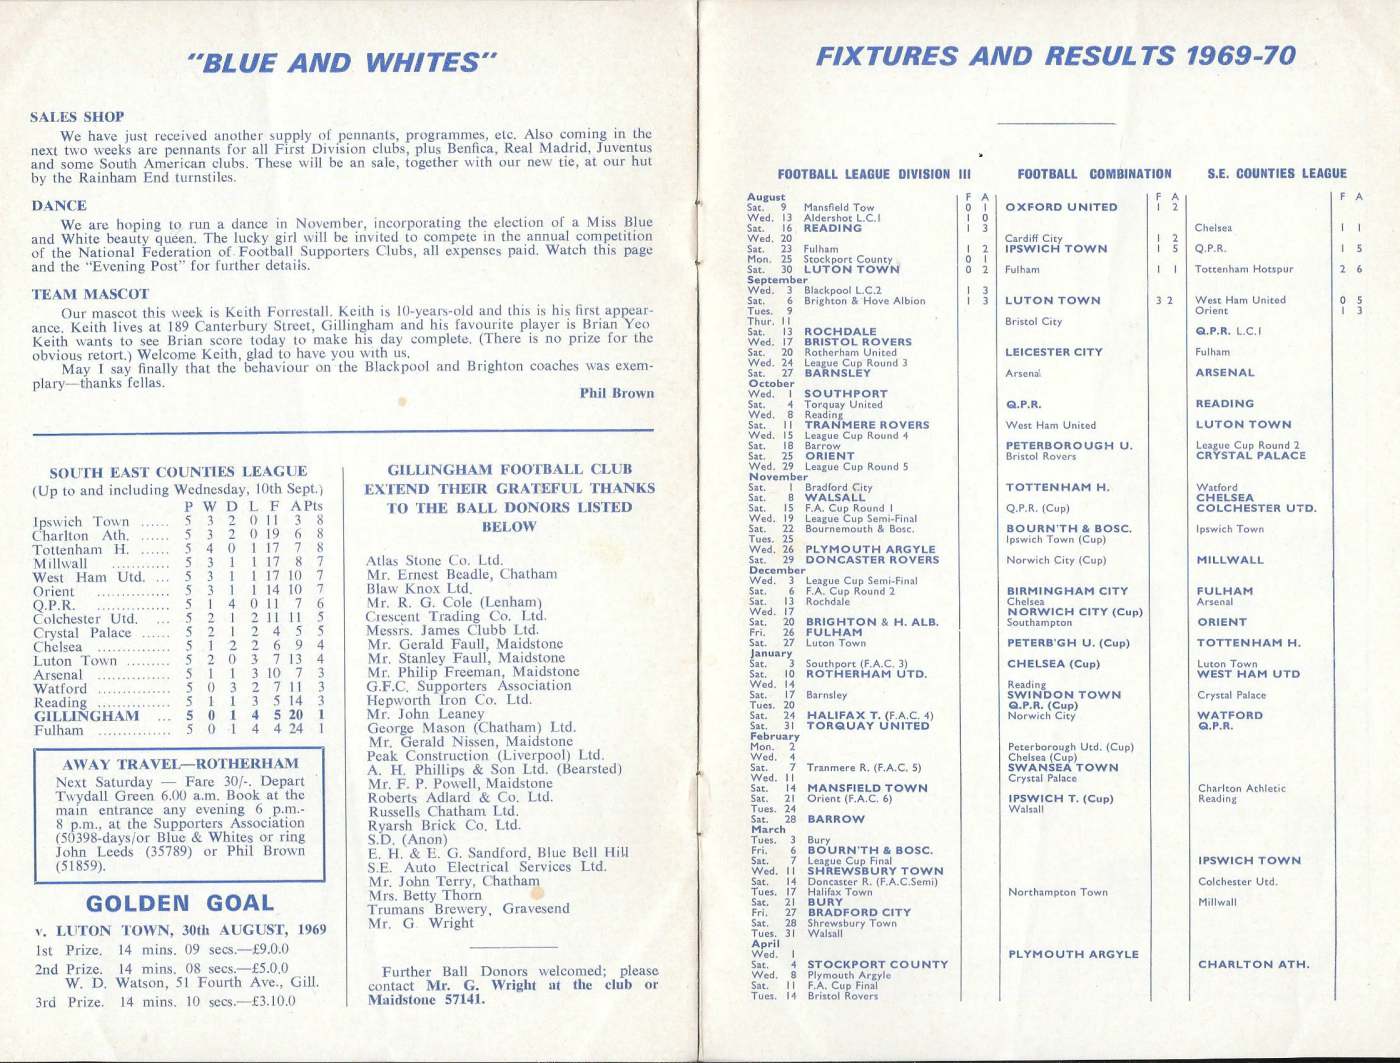 "BLUE AND WHITES"
SALES SHOP
We have just received another supply of pennants, programmes, etc. Also coming in the
next two weeks are pennants for all First Division clubs, plus Benfica, Real Madrid, Juventus
and some South American clubs. These will be an sale, together with our new tie, at our hut
by the Rainham End turnstiles.
DANCE
We are hoping to run a dance in November, incorporating the election of a Miss Blue
and White beauty queen. The lucky girl will be invited to compete in the annual competition
of the National Federation of Football Supporters Clubs, all expenses paid. Watch this page
and the "Evening Post" for further details.
TEAM MASCOT
Our mascot this week is Keith Forrestall. Keith is 10-years-old and this is his first appear-
ance. Keith lives at 189 Canterbury Street, Gillingham and his favourite player is Brian Yeo
Keith wants to see Brian score today to make his day complete. (There is no prize for the
obvious retort.) Welcome Keith, glad to have you with us.
May I say finally that the behaviour on the Blackpool and Brighton coaches was exem-
plary—thanks fellas.
Phil Brown
SOUTH EAST COUNTIES LEAGUE
(Up to and including Wednesday, 10th Sept.)
P W D L F A Pts
Ipswich Town ...... 5 3 2 0 11 3 8
Charlton Ath. ...... 5 3 2 0 19 6 8
Tottenham H. ...... 5 4 0 1 17 7 8
Millwall ............ 5 3 1 1 17 8 7
West Ham Utd. ... 5 3 1 1 17 10 7
Orient ............... 5 3 1 1 14 10 7
Q.P.R. ............... 5 1 4 0 11 7 6
Colchester Utd. ... 5 2 1 2 11 11 5
Crystal Palace ...... 5 2 1 2 4 5 5
Chelsea ............... 5 1 2 2 6 9 4
Luton Town ......... 5 2 0 3 7 13 4
Arsenal ............... 5 1 1 3 10 7 3
Watford ............... 5 0 3 2 7 11 3
Reading ............... 5 1 1 3 5 14 3
GILLINGHAM ... 5 0 1 4 5 20 1
Fulham ............... 5 0 1 4 4 24 1
AWAY TRAVEL—ROTHERHAM
Next Saturday — Fare 30/-. Depart
Twydall Green 6.00 a.m. Book at the
main entrance any evening 6 p.m.-
8 p.m., at the Supporters Association
(50398-days/or Blue & Whites or ring
John Leeds (35789) or Phil Brown
(51859).
GOLDEN GOAL
v. LUTON TOWN, 30th AUGUST, 1969
1st Prize. 14 mins. 09 secs.—£9.0.0
2nd Prize. 14 mins. 08 secs.—£5.0.0
W. D. Watson, 51 Fourth Ave., Gill.
3rd Prize. 14 mins. 10 secs.—£3.10.0
GILLINGHAM FOOTBALL CLUB
EXTEND THEIR GRATEFUL THANKS
TO THE BALL DONORS LISTED
BELOW
Atlas Stone Co. Ltd.
Mr. Ernest Beadle, Chatham
Blaw Knox Ltd.
Mr. R. G. Cole (Lenham)
Crescent Trading Co. Ltd.
Messrs. James Clubb Ltd.
Mr. Gerald Faull, Maidstone
Mr. Stanley Faull, Maidstone
Mr. Philip Freeman, Maidstone
G.F.C. Supporters Association
Hepworth Iron Co. Ltd.
Mr. John Leaney
George Mason (Chatham) Ltd.
Mr. Gerald Nissen, Maidstone
Peak Construction (Liverpool) Ltd.
A. H. Phillips & Son Ltd. (Bearsted)
Mr. F. P. Powell, Maidstone
Roberts Adlard & Co. Ltd.
Russells Chatham Ltd.
Ryarsh Brick Co. Ltd.
S.D. (Anon)
E. H. & E. G. Sandford, Blue Bell Hill
S.E. Auto Electrical Services Ltd.
Mr. John Terry, Chatham
Mrs. Betty Thorn
Trumans Brewery, Gravesend
Mr. G. Wright
Further Ball Donors welcomed; please
contact Mr. G. Wright at the club or
Maidstone 57141.
FIXTURES AND RESULTS 1969-70
FOOTBALL LEAGUE DIVISION III FOOTBALL COMBINATION S.E. COUNTIES LEAGUE
August F A F A F A
Sat. 9 Mansfield Tow 0 1 OXFORD UNITED 1 2
Wed. 13 Aldershot L.C.1 1 0
Sat. 16 READING 1 3 Chelsea 1 1
Wed. 20 Cardiff City 1 2
Sat. 23 Fulham 1 2 IPSWICH TOWN 1 5 Q.P.R. 1 5
Mon. 25 Stockport County 0 1
Sat. 30 LUTON TOWN 0 2 Fulham 1 1 Tottenham Hotspur 2 6
September
Wed. 3 Blackpool L.C.2 1 3
Sat. 6 Brighton & Hove Albion 1 3 LUTON TOWN 3 2 West Ham United 0 5
Tues. 9 Orient 1 3
Thur. 11 Bristol City
Sat. 13 ROCHDALE Q.P.R. L.C.1
Wed. 17 BRISTOL ROVERS
Sat. 20 Rotherham United LEICESTER CITY Fulham
Wed. 24 League Cup Round 3
Sat. 27 BARNSLEY Arsenal ARSENAL
October
Wed. 1 SOUTHPORT
Sat. 4 Torquay United Q.P.R. READING
Wed. 8 Reading
Sat. 11 TRANMERE ROVERS West Ham United LUTON TOWN
Wed. 15 League Cup Round 4
Sat. 18 Barrow PETERBOROUGH U. League Cup Round 2
Sat. 25 ORIENT Bristol Rovers CRYSTAL PALACE
Wed. 29 League Cup Round 5
November
Sat. 1 Bradford City TOTTENHAM H. Watford
Sat. 8 WALSALL CHELSEA
Sat. 15 F.A. Cup Round 1 Q.P.R. (Cup) COLCHESTER UTD.
Wed. 19 League Cup Semi-Final
Sat. 22 Bournemouth & Bosc. BOURN'TH & BOSC. Ipswich Town
Tues. 25 Ipswich Town (Cup)
Wed. 26 PLYMOUTH ARGYLE
Sat. 29 DONCASTER ROVERS Norwich City (Cup) MILLWALL
December
Wed. 3 League Cup Semi-Final
Sat. 6 F.A. Cup Round 2 BIRMINGHAM CITY FULHAM
Sat. 13 Rochdale Chelsea Arsenal
Wed. 17 NORWICH CITY (Cup)
Sat. 20 BRIGHTON & H. ALB. Southampton ORIENT
Fri. 26 FULHAM
Sat. 27 Luton Town PETERB'GH U. (Cup) TOTTENHAM H.
January
Sat. 3 Southport (F.A.C. 3) CHELSEA (Cup) Luton Town
Sat. 10 ROTHERHAM UTD. WEST HAM UTD
Wed. 14 Reading
Sat. 17 Barnsley SWINDON TOWN Crystal Palace
Tues. 20 Q.P.R. (Cup)
Sat. 24 HALIFAX T. (F.A.C. 4) Norwich City WATFORD
Sat. 31 TORQUAY UNITED Q.P.R.
February
Mon. 2 Peterborough Utd. (Cup)
Wed. 4 Chelsea (Cup)
Sat. 7 Tranmere R. (F.A.C. 5) SWANSEA TOWN
Wed. 11 Crystal Palace
Sat. 14 MANSFIELD TOWN Charlton Athletic
Sat. 21 Orient (F.A.C. 6) IPSWICH T. (Cup) Reading
Tues. 24 Walsall
Sat. 28 BARROW
March
Tues. 3 Bury
Fri. 6 BOURN'TH & BOSC.
Sat. 7 League Cup Final IPSWICH TOWN
Wed. 11 SHREWSBURY TOWN
Sat. 14 Doncaster R. (F.A.C.Semi) Colchester Utd.
Tues. 17 Halifax Town Northampton Town
Sat. 21 BURY Millwall
Fri. 27 BRADFORD CITY
Sat. 28 Shrewsbury Town
Tues. 31 Walsall
April
Wed. 1 PLYMOUTH ARGYLE
Sat. 4 STOCKPORT COUNTY CHARLTON ATH.
Wed. 8 Plymouth Argyle
Sat. 11 F.A. Cup Final
Tues. 14 Bristol Rovers